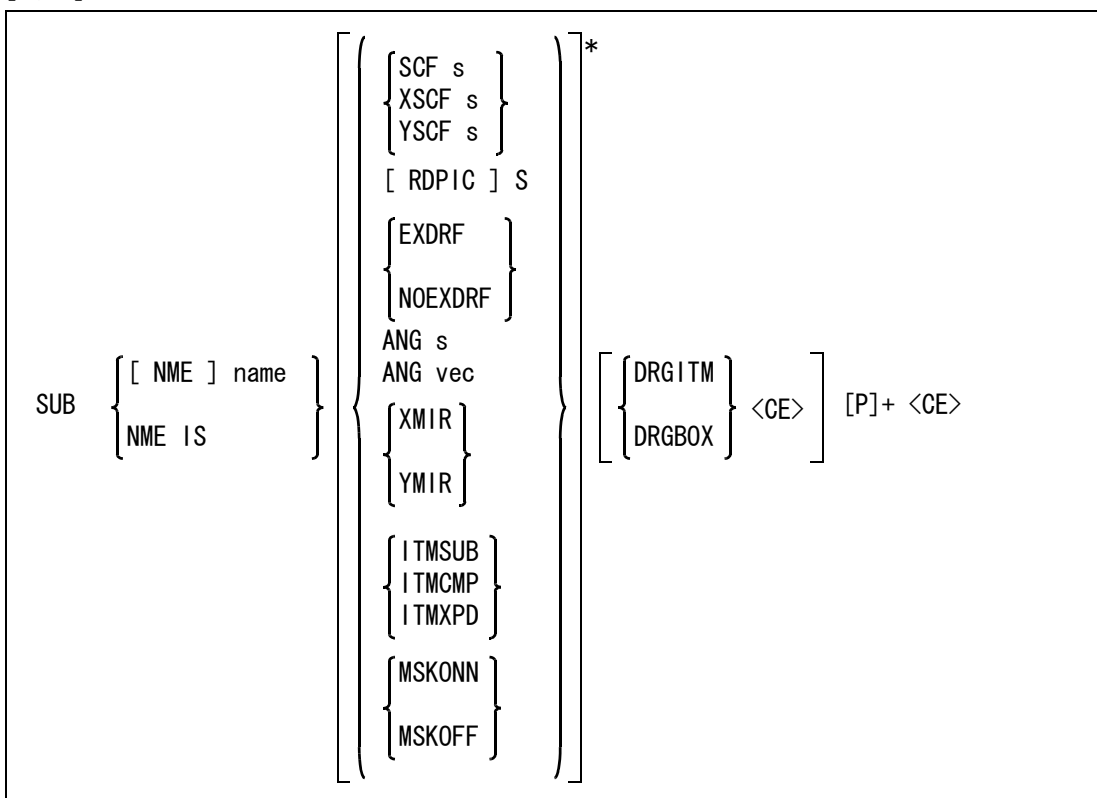 *
SCF s
XSCF s
YSCF s
[ RDPIC ] S
EXDRF
NOEXDRF
ANG s
ANG vec
XMIR
YMIR
ITMSUB
ITMCMP
ITMXPD
MSKONN
MSKOFF
SUB
[ NME ] name
NME IS
DRGITM
DRGBOX
<CE>
[P]+ <CE>